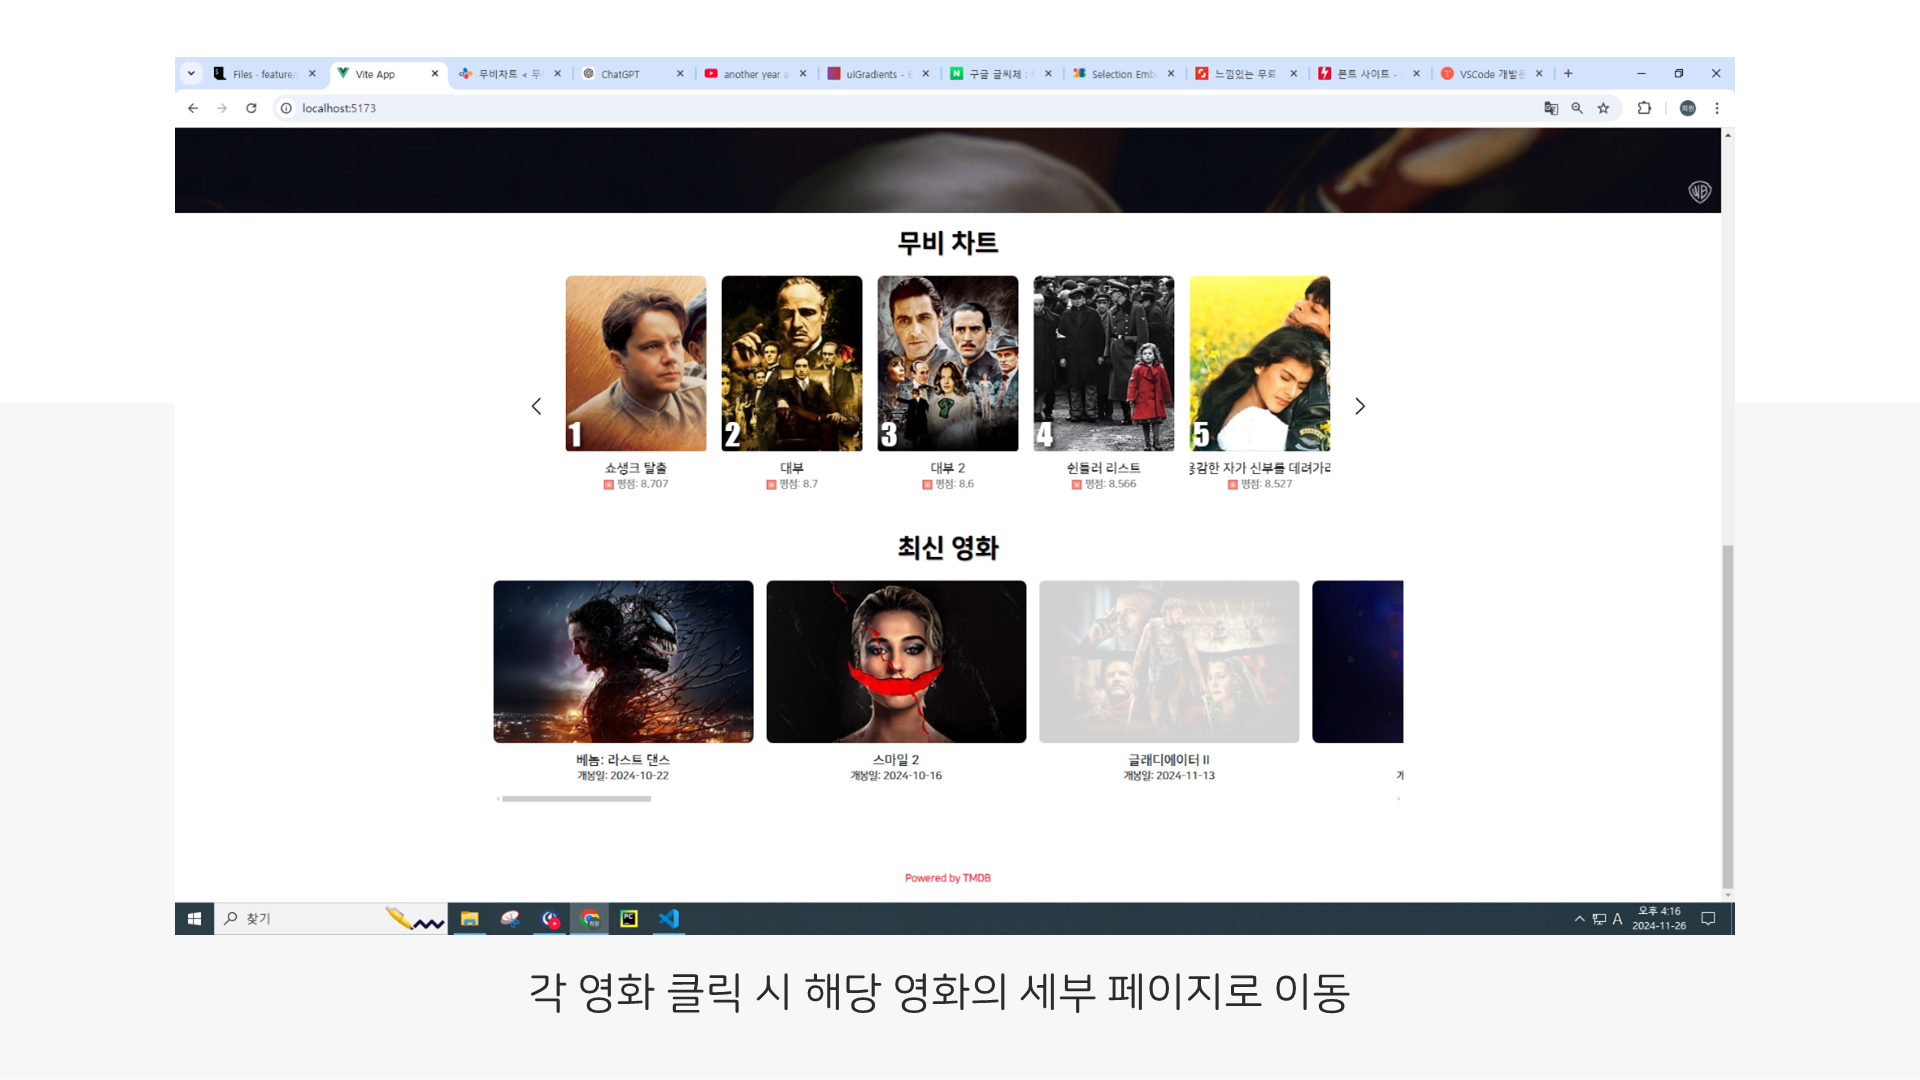 Files - feature/
Vite App
무비차트 < 무
ChatGPT
another year a
uiGradients -
구글 글씨체 :
Selection Emb
느낌있는 무료
폰트 사이트 -
VSCode 개발
localhost:5173
WB
무비 차트
1
2
3
4
5
쇼생크 탈출
대부
대부 2
쉰들러 리스트
용감한 자가 신부를 데려가리
평점: 8.707
평점: 8.7
평점: 8.6
평점: 8.566
평점: 8.527
최신 영화
베놈: 라스트 댄스
스마일 2
글래디에이터 II
개봉일: 2024-10-22
개봉일: 2024-10-16
개봉일: 2024-11-13
개
Powered by TMDB
찾기
PC
A
오후 4:16
2024-11-26
각 영화 클릭 시 해당 영화의 세부 페이지로 이동